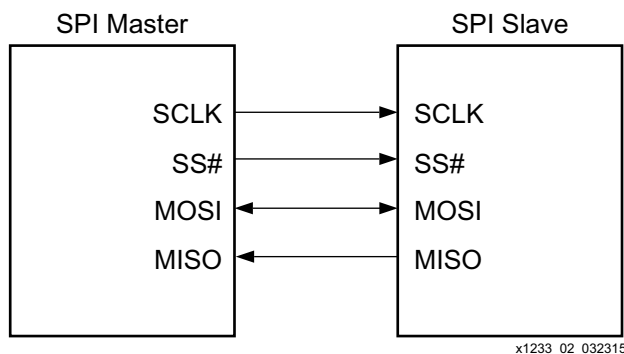 SPI Master SPI Slave
SCLK SCLK
SS# SS#
MOSI MOSI
MISO MISO
x1233_02_032315